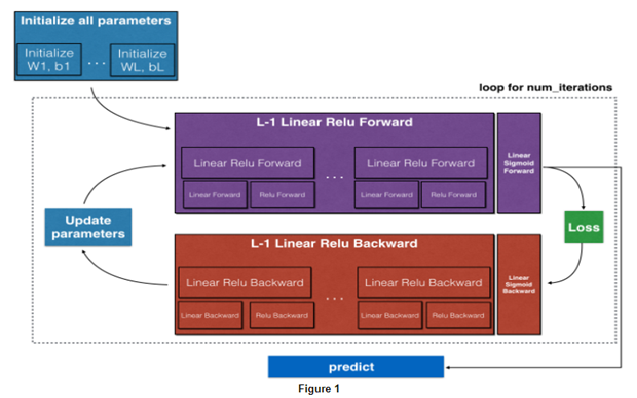 Initialize all parameters
Initialize
W1, b1
...
Initialize
WL, bL
loop for num_iterations
L-1 Linear Relu Forward
Linear Relu Forward
Linear Forward
Relu Forward
...
Linear Relu Forward
Linear Forward
Relu Forward
Linear
Sigmoid
Forward
Update
parameters
Loss
L-1 Linear Relu Backward
Linear Relu Backward
Linear Backward
Relu Backward
...
Linear Relu Backward
Linear Backward
Relu Backward
Linear
Sigmoid
Backward
predict
Figure 1